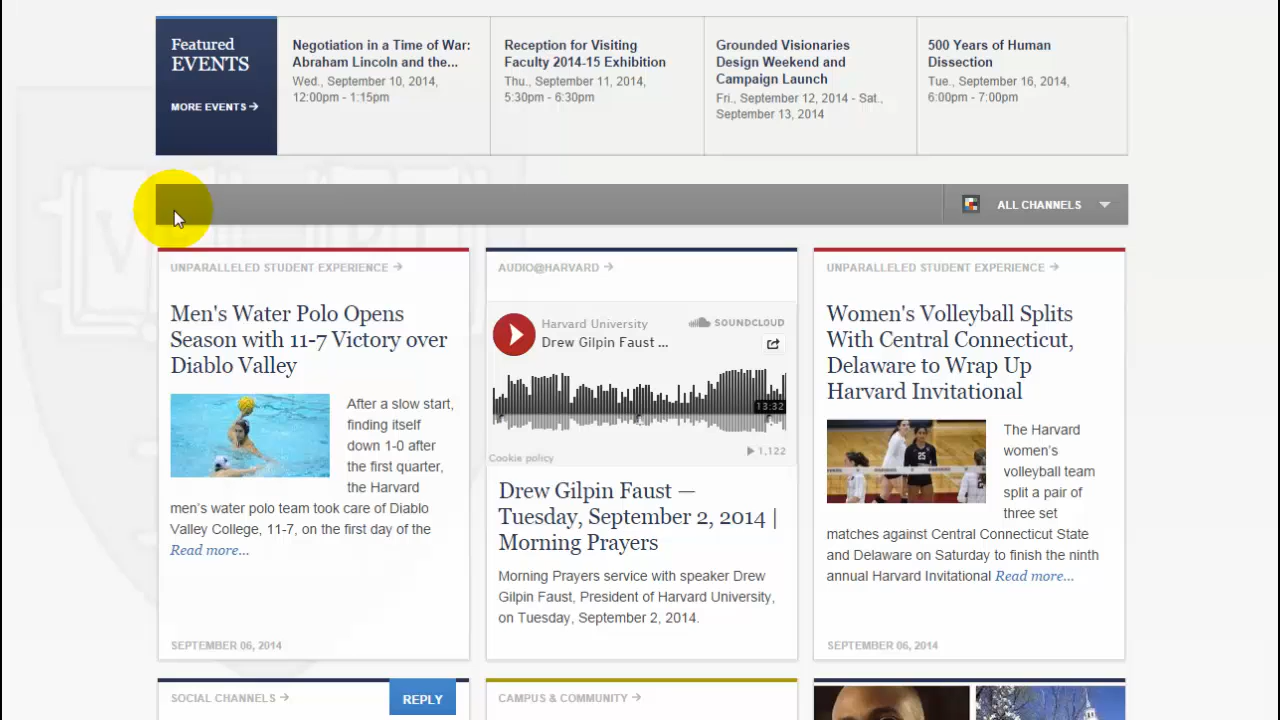 Featured
EVENTS
MORE EVENTS →
Negotiation in a Time of War:
Abraham Lincoln and the...
Wed., September 10, 2014,
12:00pm - 1:15pm
Reception for Visiting
Faculty 2014-15 Exhibition
Thu., September 11, 2014,
5:30pm - 6:30pm
Grounded Visionaries
Design Weekend and
Campaign Launch
Fri., September 12, 2014 - Sat.,
September 13, 2014
500 Years of Human
Dissection
Tue., September 16, 2014,
6:00pm - 7:00pm
ALL CHANNELS
UNPARALLELED STUDENT EXPERIENCE →
Men's Water Polo Opens
Season with 11-7 Victory over
Diablo Valley
After a slow start,
finding itself
down 1-0 after
the first quarter,
the Harvard
men's water polo team took care of Diablo
Valley College, 11-7, on the first day of the
Read more...
SEPTEMBER 06, 2014
AUDIO@HARVARD →
Harvard University
SOUNDCLOUD
Drew Gilpin Faust ...
13:32
1,122
Cookie policy
Drew Gilpin Faust —
Tuesday, September 2, 2014 |
Morning Prayers
Morning Prayers service with speaker Drew
Gilpin Faust, President of Harvard University,
on Tuesday, September 2, 2014.
UNPARALLELED STUDENT EXPERIENCE →
Women's Volleyball Splits
With Central Connecticut,
Delaware to Wrap Up
Harvard Invitational
The Harvard
women's
volleyball team
split a pair of
three set
matches against Central Connecticut State
and Delaware on Saturday to finish the ninth
annual Harvard Invitational Read more...
SEPTEMBER 06, 2014
SOCIAL CHANNELS →
REPLY
CAMPUS & COMMUNITY →